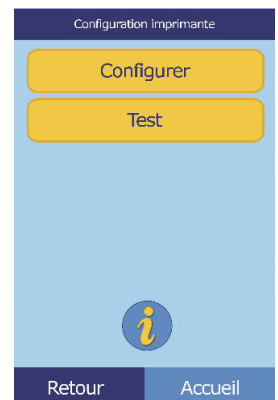 Configuration imprimante
Configurer
Test
i
Retour Accueil